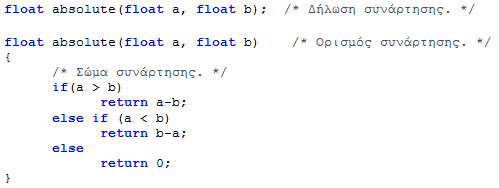 float absolute(float a, float b);  /* Δήλωση συνάρτησης. */
float absolute(float a, float b)    /* Ορισμός συνάρτησης. */
{
      /* Σώμα συνάρτησης. */
      if(a > b)
            return a-b;
      else if (a < b)
            return b-a;
      else
            return 0;
}